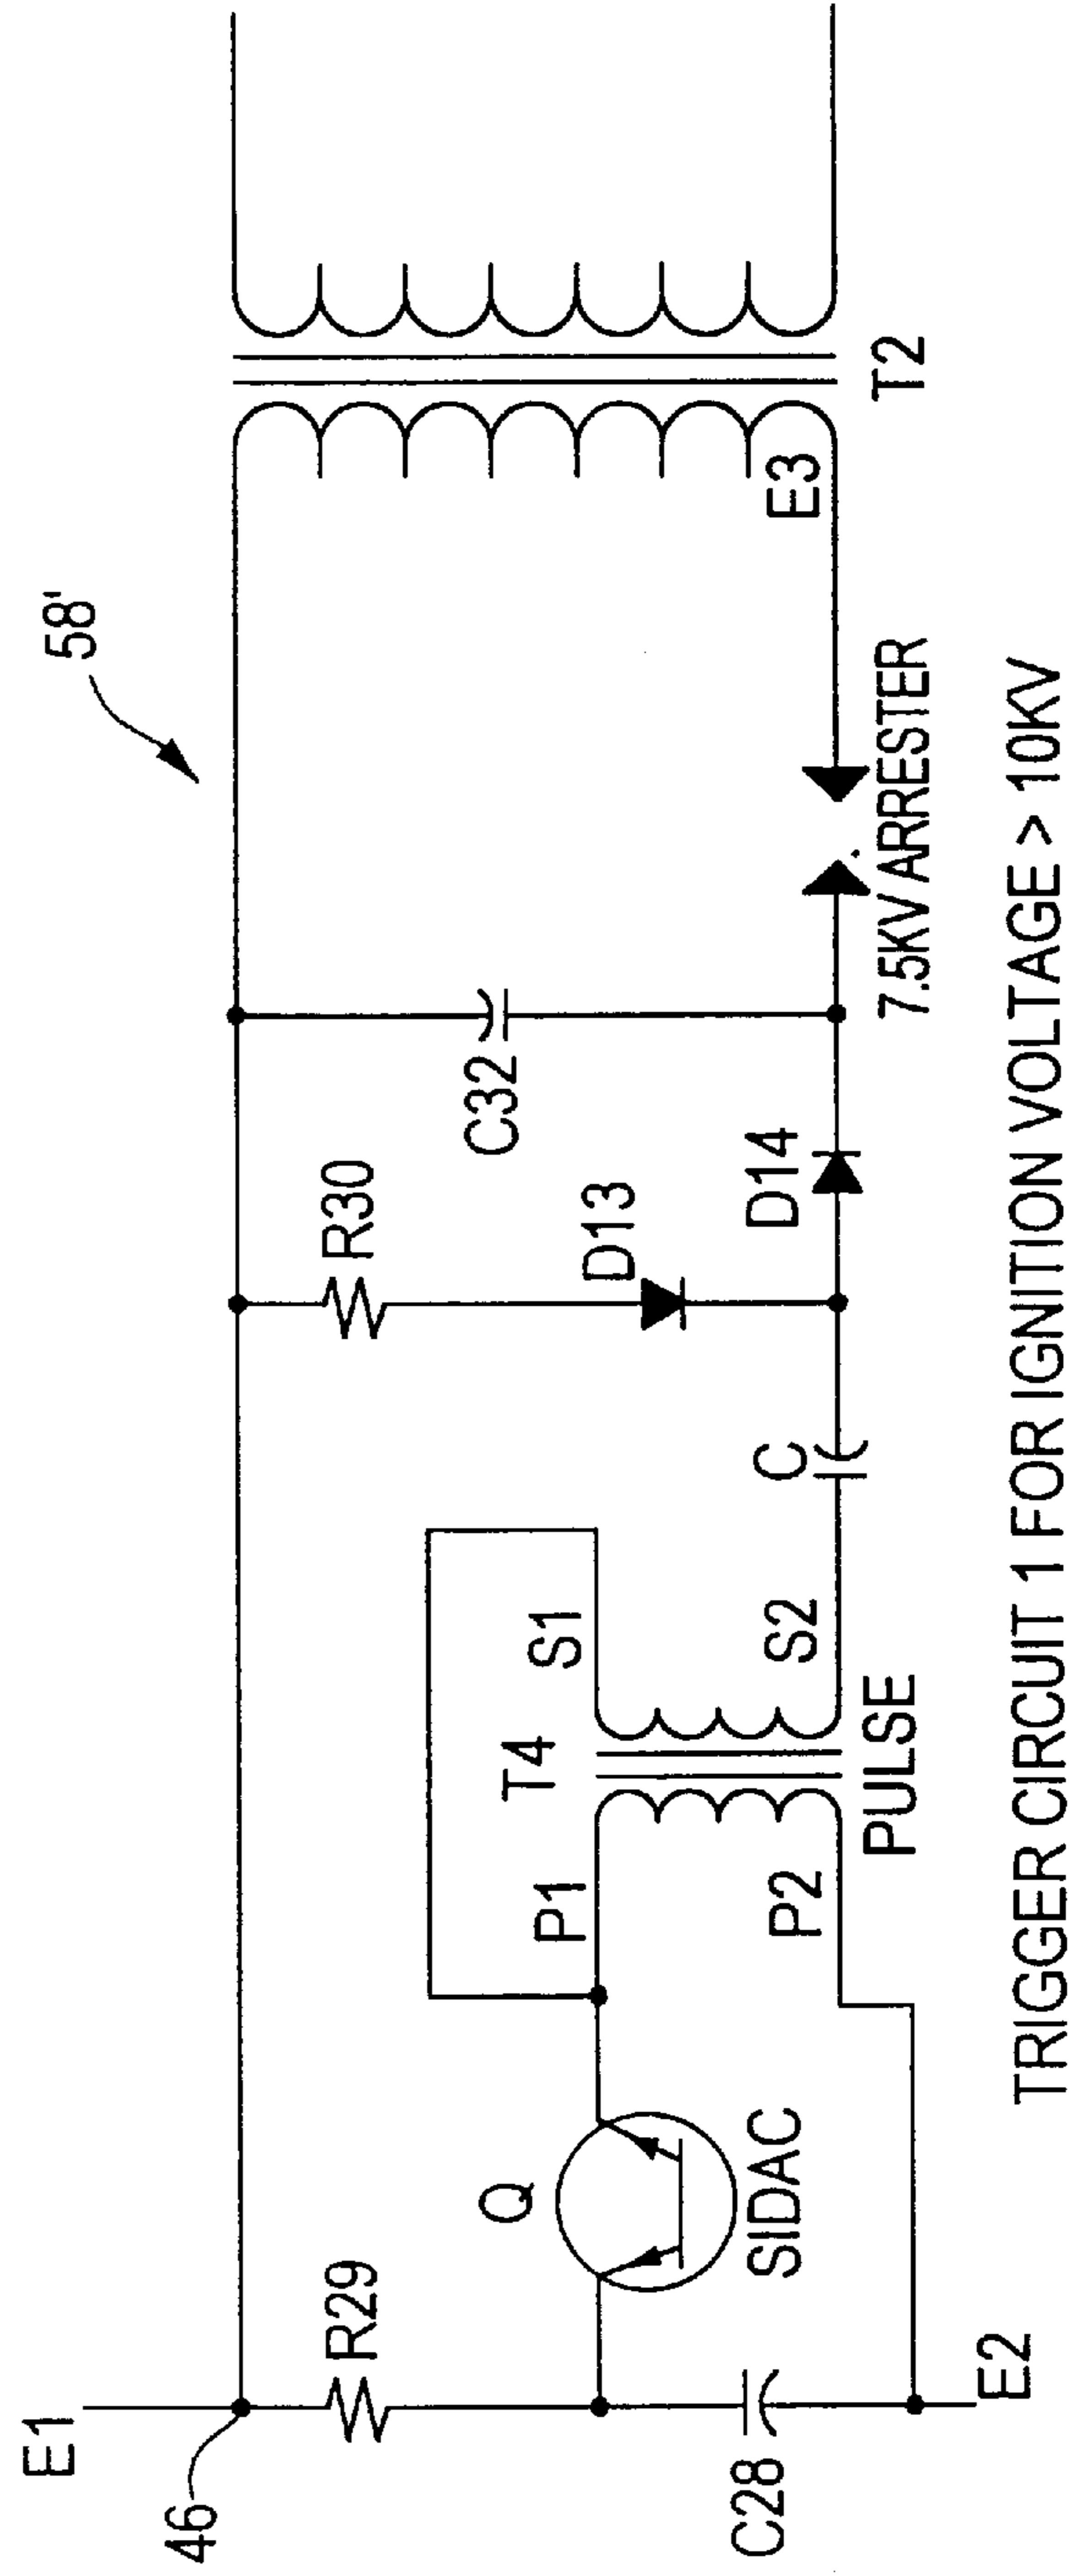 58'
E1
46
R29
Q
SIDAC
C28
E2
P1
P2
T4
PULSE
S1
S2
C
R30
D13
D14
C32
7.5KV ARRESTER
E3
T2
TRIGGER CIRCUIT 1 FOR IGNITION VOLTAGE > 10KV